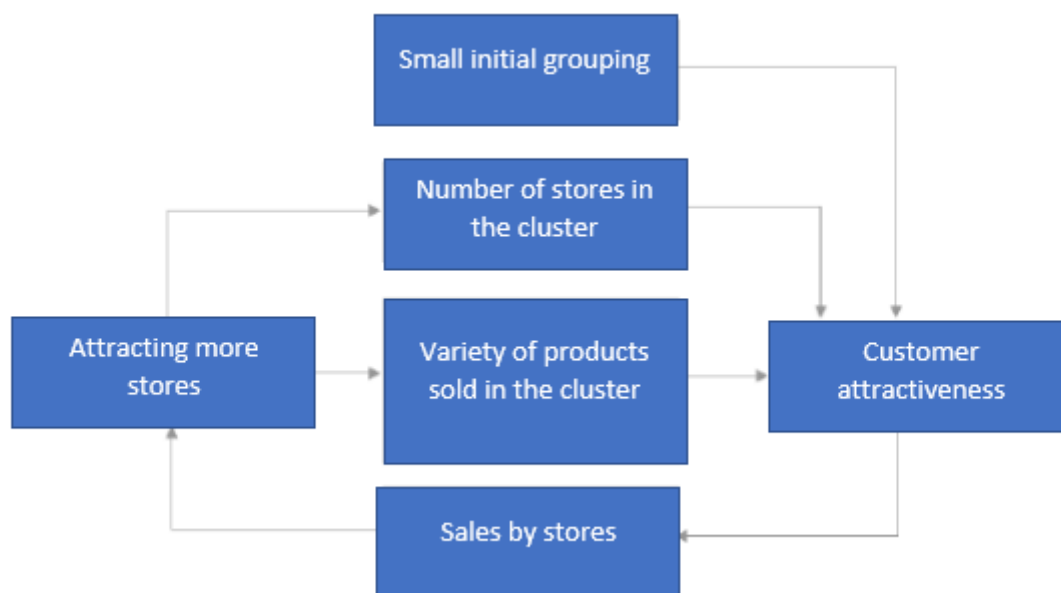 Small initial grouping
Number of stores in
the cluster
Attracting more
stores
Variety of products
sold in the cluster
Customer
attractiveness
Sales by stores